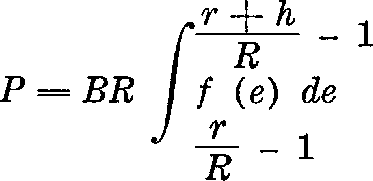 r + h
R - 1
P = BR ∫ f (e) de
r
R - 1